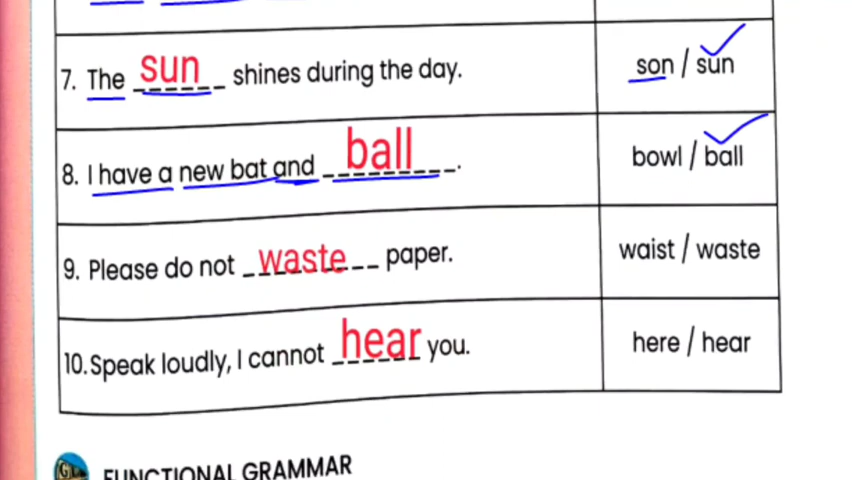 7. The sun shines during the day. son / sun
8. I have a new bat and ball. bowl / ball
9. Please do not waste paper. waist / waste
10. Speak loudly, I cannot hear you. here / hear
FUNCTIONAL GRAMMAR